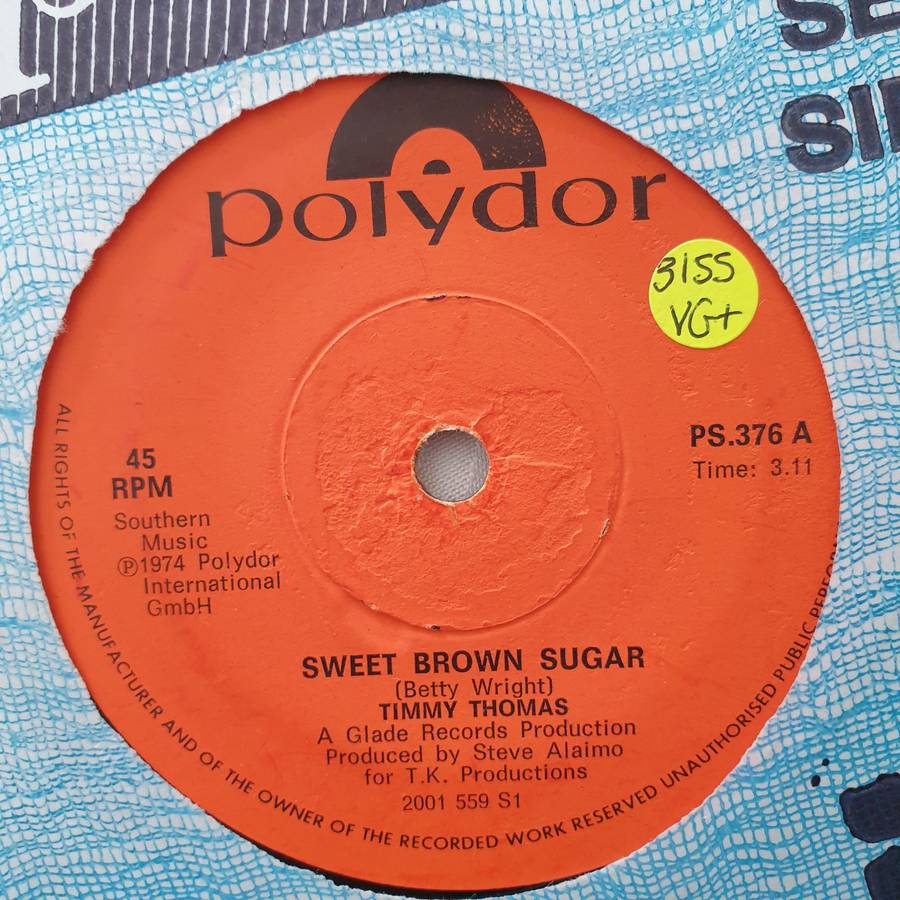 SE
SI
polydor
3155
VG+
PS.376 A
Time: 3.11
45
RPM
Southern
Music
℗1974 Polydor
International
GmbH
SWEET BROWN SUGAR
(Betty Wright)
TIMMY THOMAS
A Glade Records Production
Produced by Steve Alaimo
for T.K. Productions
2001 559 S1
ALL RIGHTS OF THE MANUFACTURER AND OF THE OWNER OF THE RECORDED WORK RESERVED UNAUTHORISED PUBLIC